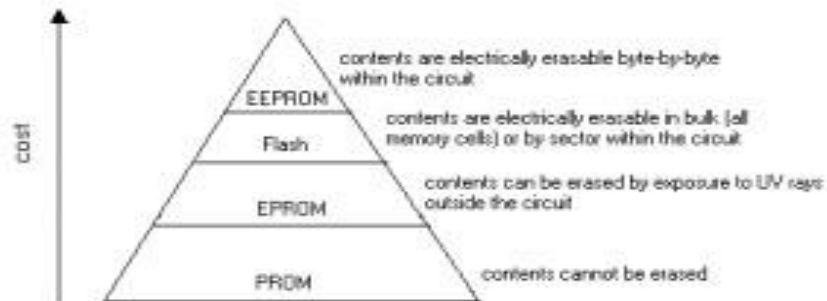 contents are electrically erasable byte-by-byte
within the circuit
EEPROM
contents are electrically erasable in bulk (all
memory cells) or by sector within the circuit
Flash
cost
contents can be erased by exposure to UV rays
outside the circuit
EPROM
contents cannot be erased
PROM